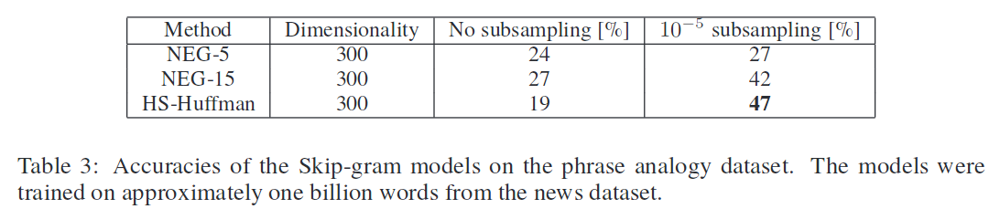 Method Dimensionality No subsampling [%] 10⁻⁵ subsampling [%]
NEG-5 300 24 27
NEG-15 300 27 42
HS-Huffman 300 19 47
Table 3: Accuracies of the Skip-gram models on the phrase analogy dataset. The models were
trained on approximately one billion words from the news dataset.